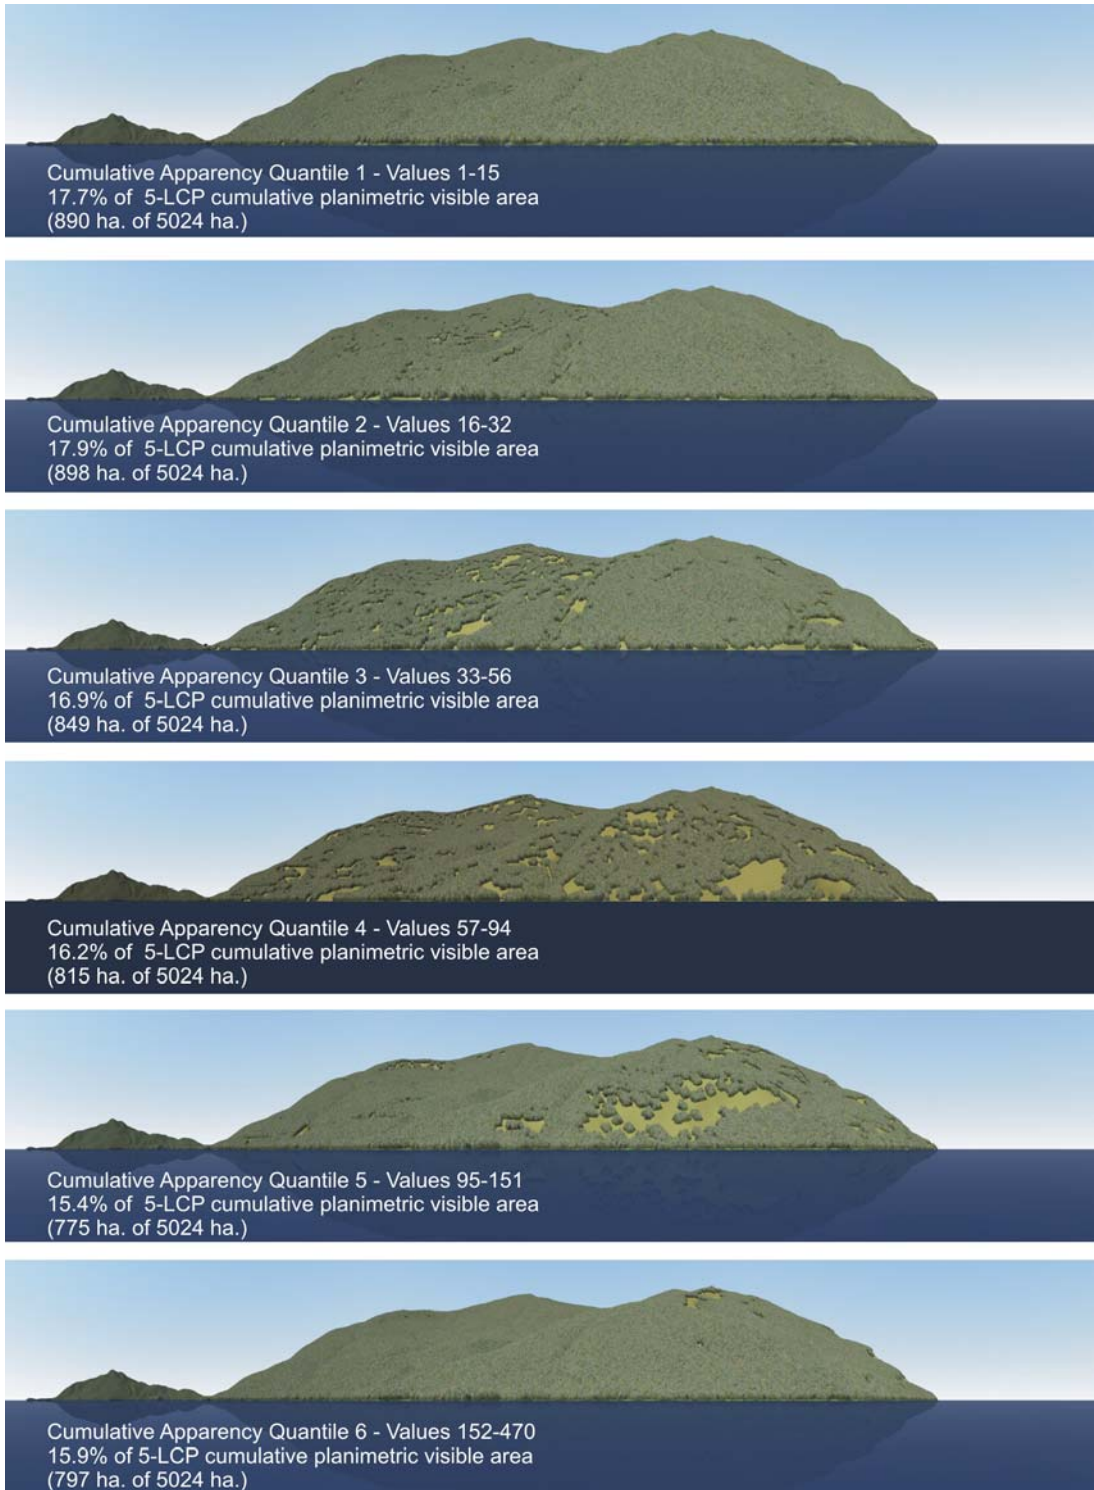 Cumulative Apparency Quantile 1 - Values 1-15
17.7% of 5-LCP cumulative planimetric visible area
(890 ha. of 5024 ha.)
Cumulative Apparency Quantile 2 - Values 16-32
17.9% of 5-LCP cumulative planimetric visible area
(898 ha. of 5024 ha.)
Cumulative Apparency Quantile 3 - Values 33-56
16.9% of 5-LCP cumulative planimetric visible area
(849 ha. of 5024 ha.)
Cumulative Apparency Quantile 4 - Values 57-94
16.2% of 5-LCP cumulative planimetric visible area
(815 ha. of 5024 ha.)
Cumulative Apparency Quantile 5 - Values 95-151
15.4% of 5-LCP cumulative planimetric visible area
(775 ha. of 5024 ha.)
Cumulative Apparency Quantile 6 - Values 152-470
15.9% of 5-LCP cumulative planimetric visible area
(797 ha. of 5024 ha.)